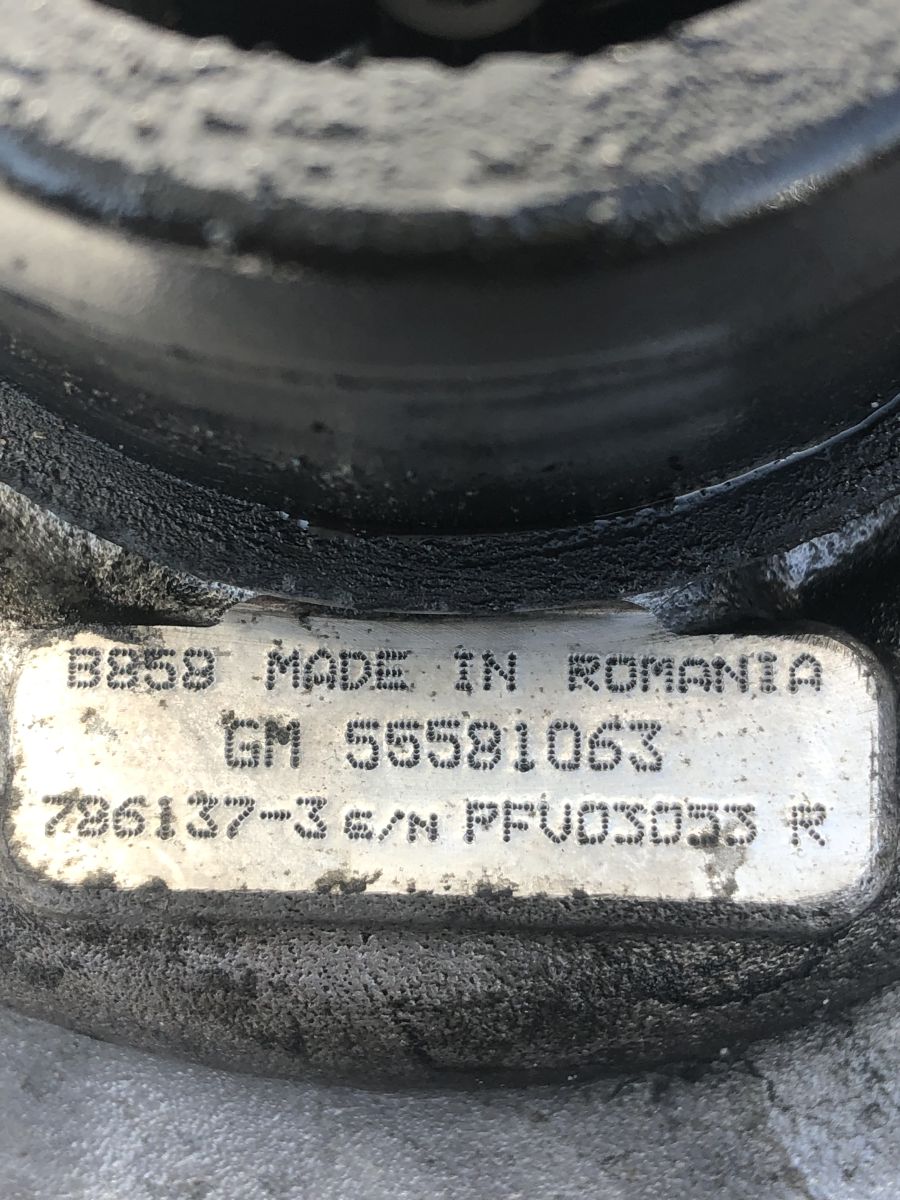 B858 MADE IN ROMANIA
GM 55581063
786137-3 S/N PFV03033 R